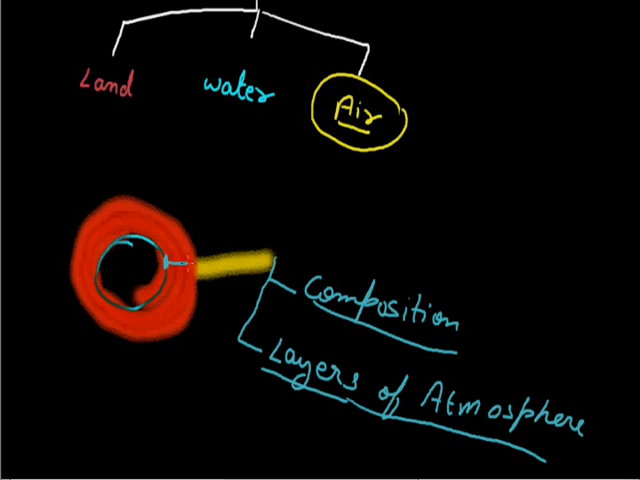 Land water Air
Composition
Layers of Atmosphere